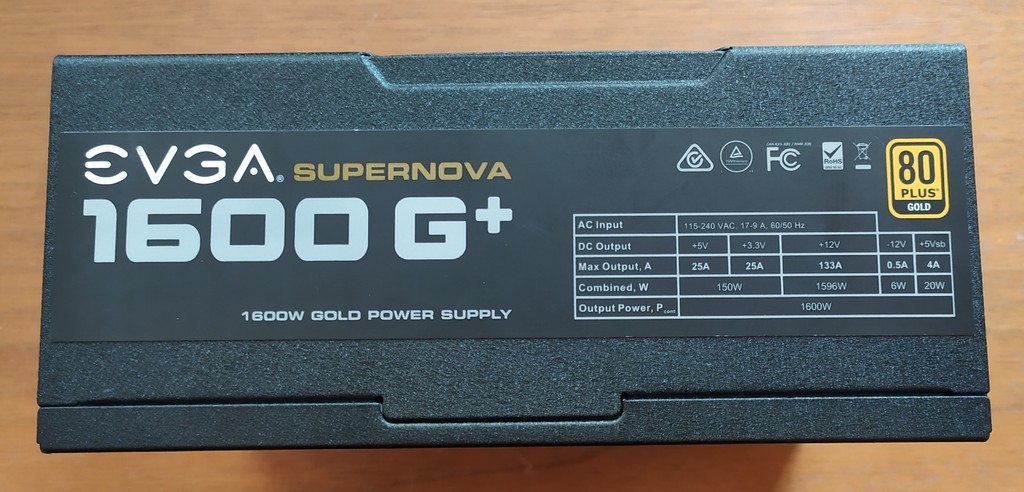 EVGA® SUPERNOVA
1600 G+
1600W GOLD POWER SUPPLY
FC
RoHS
80
PLUS®
GOLD
AC Input 115-240 VAC, 17-9 A, 60/50 Hz
DC Output +5V +3.3V +12V -12V +5Vsb
Max Output, A 25A 25A 133A 0.5A 4A
Combined, W 150W 1596W 6W 20W
Output Power, Pcont 1600W